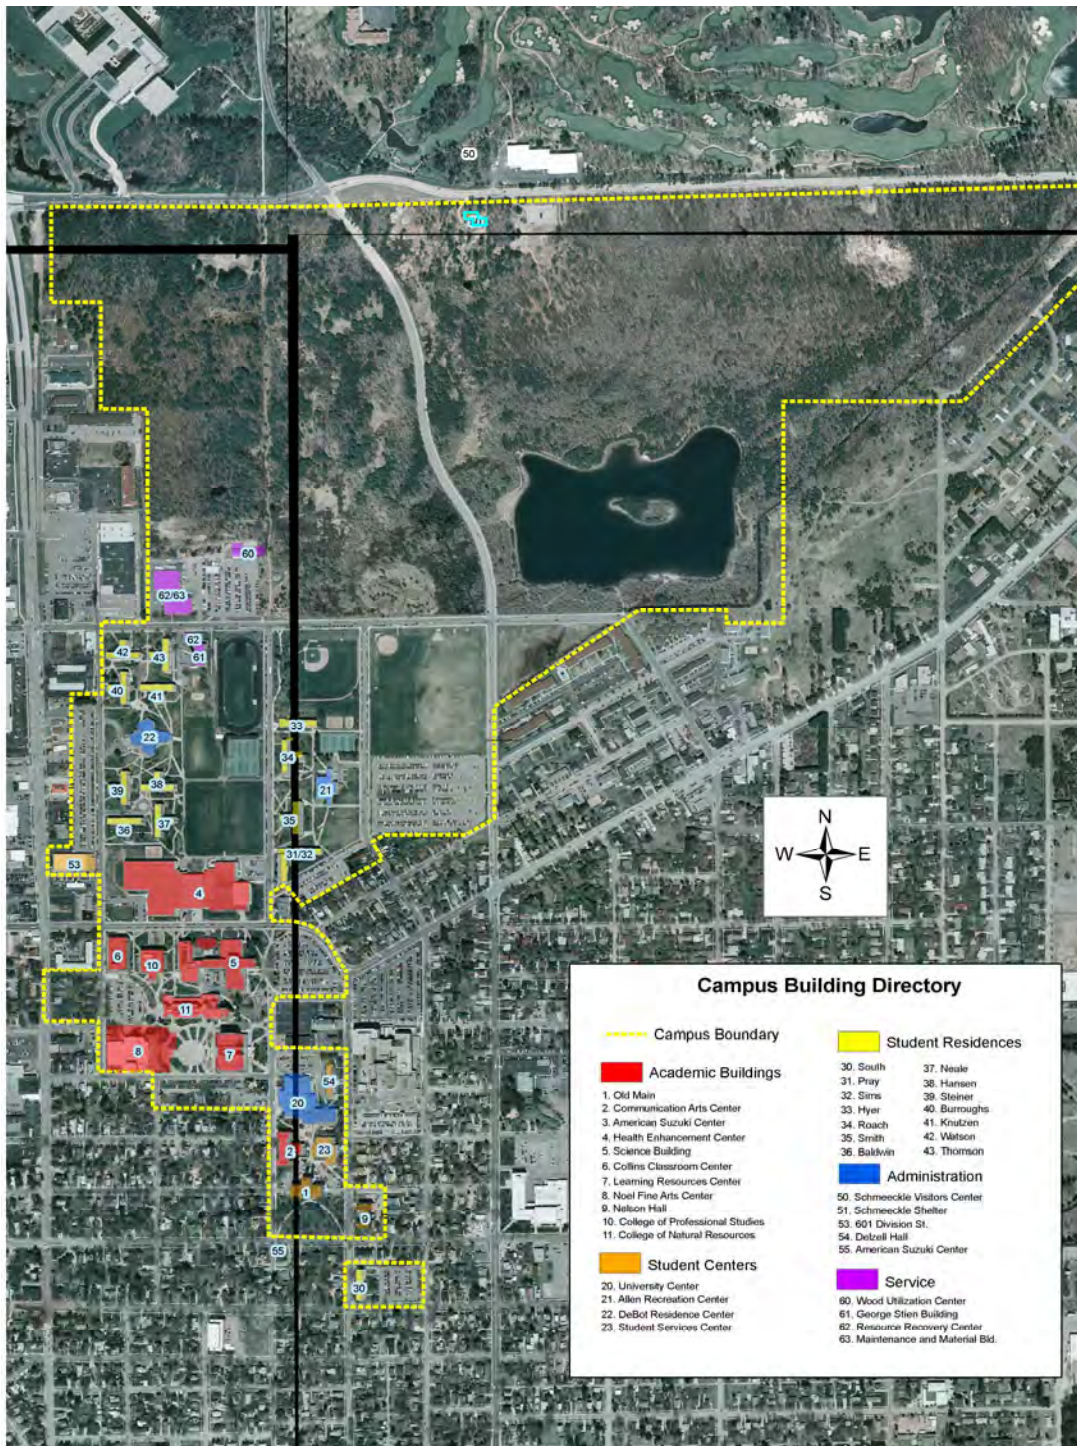 50
60
62/63
62
61
42
43
40
41
22
33
34
21
39
38
36
37
35
31/32
53
4
N
W E
S
6
10
5
11
8
7
54
20
2
23
1
9
55
30
Campus Building Directory
Campus Boundary
Academic Buildings
1. Old Main
2. Communication Arts Center
3. American Suzuki Center
4. Health Enhancement Center
5. Science Building
6. Collins Classroom Center
7. Learning Resources Center
8. Noel Fine Arts Center
9. Nelson Hall
10. College of Professional Studies
11. College of Natural Resources
Student Centers
20. University Center
21. Allen Recreation Center
22. DeBot Residence Center
23. Student Services Center
Student Residences
30. South
31. Pray
32. Sims
33. Hyer
34. Roach
35. Smith
36. Baldwin
37. Neale
38. Hansen
39. Steiner
40. Burroughs
41. Knutzen
42. Watson
43. Thomson
Administration
50. Schmeeckle Visitors Center
51. Schmeeckle Shelter
53. 601 Division St.
54. Delzell Hall
55. American Suzuki Center
Service
60. Wood Utilization Center
61. George Stien Building
62. Resource Recovery Center
63. Maintenance and Material Bld.